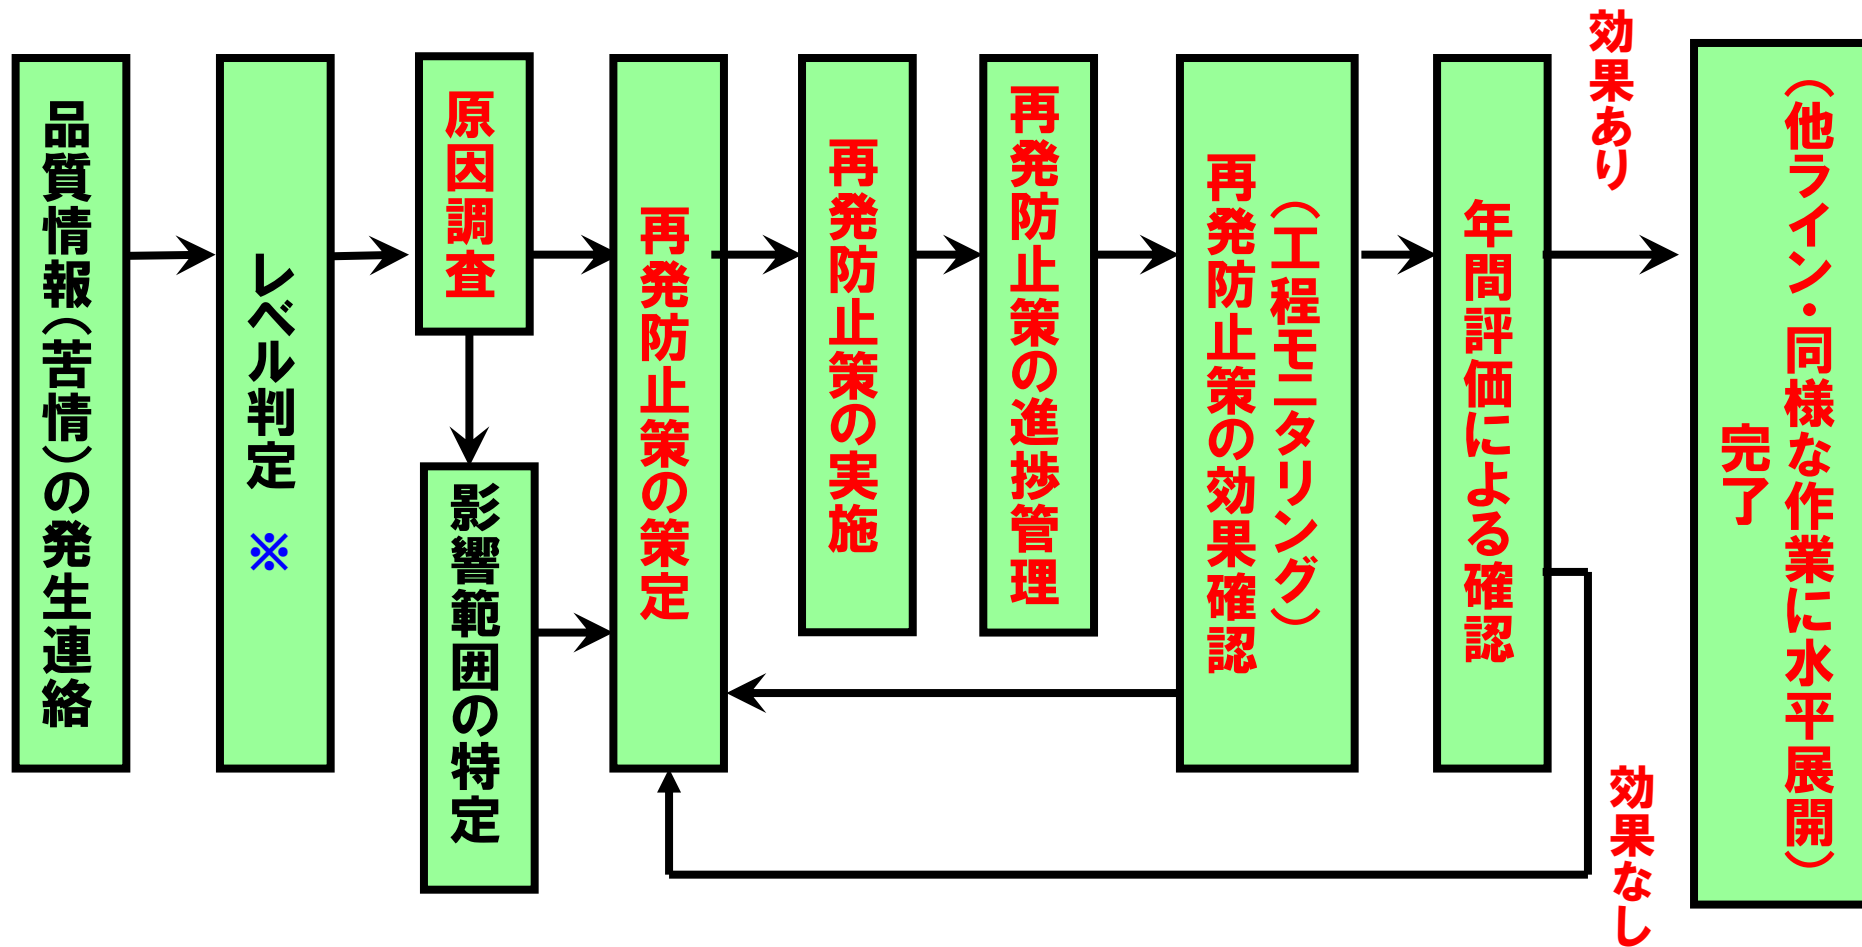 品質情報（苦情）の発生連絡
レベル判定 ※
原因調査
影響範囲の特定
再発防止策の策定
再発防止策の実施
再発防止策の進捗管理
再発防止策の効果確認
（工程モニタリング）
年間評価による確認
効果あり
効果なし
完了
（他ライン・同様な作業に水平展開）